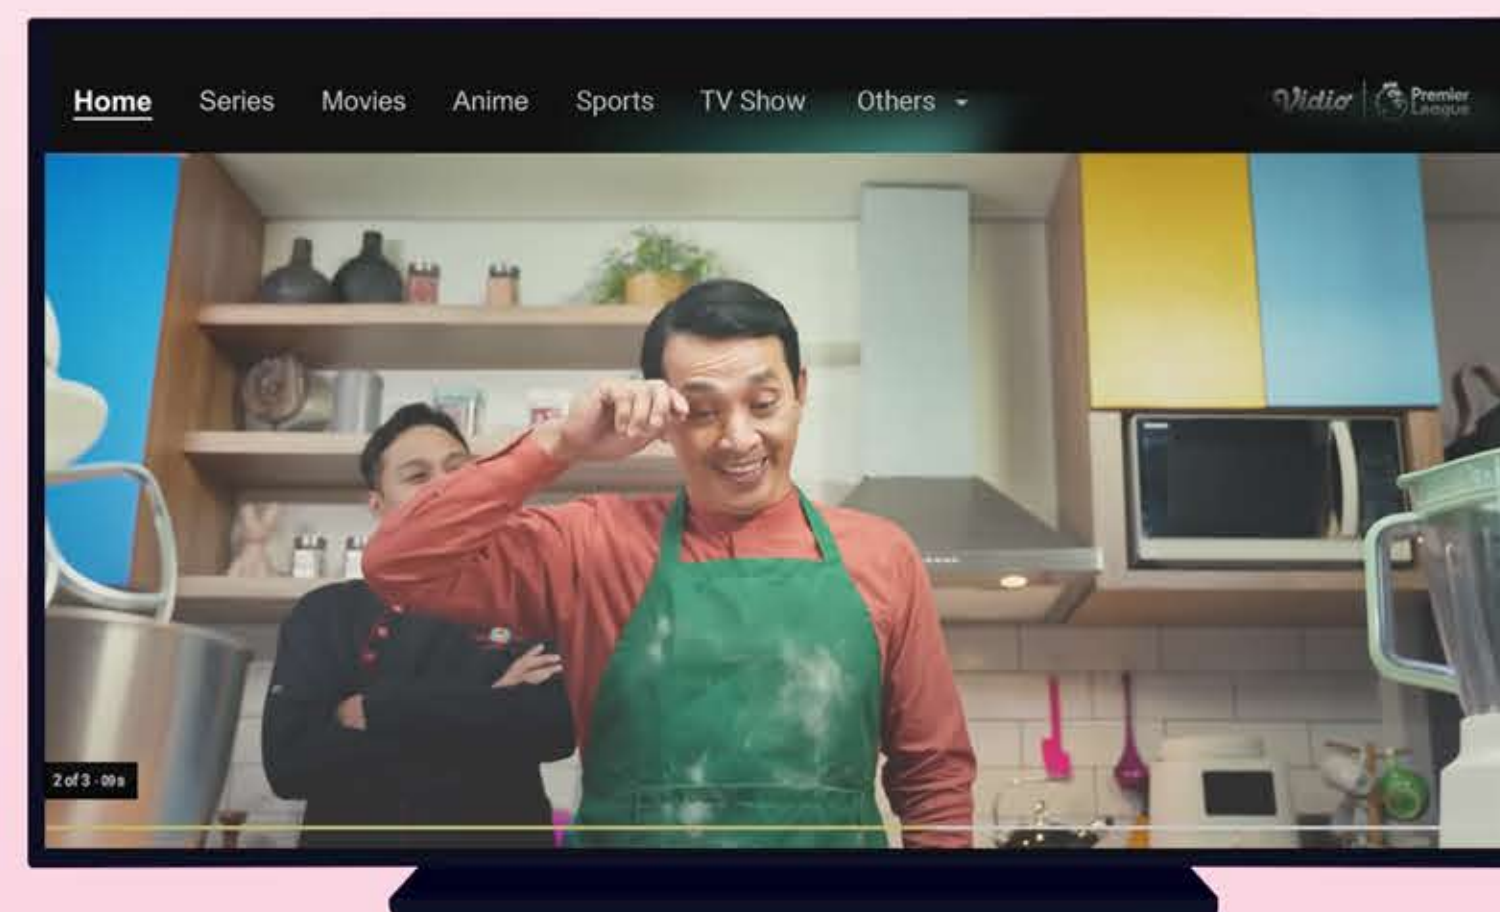 Home Series Movies Anime Sports TV Show Others
Vidio Premier
League
2 of 3 · 09s